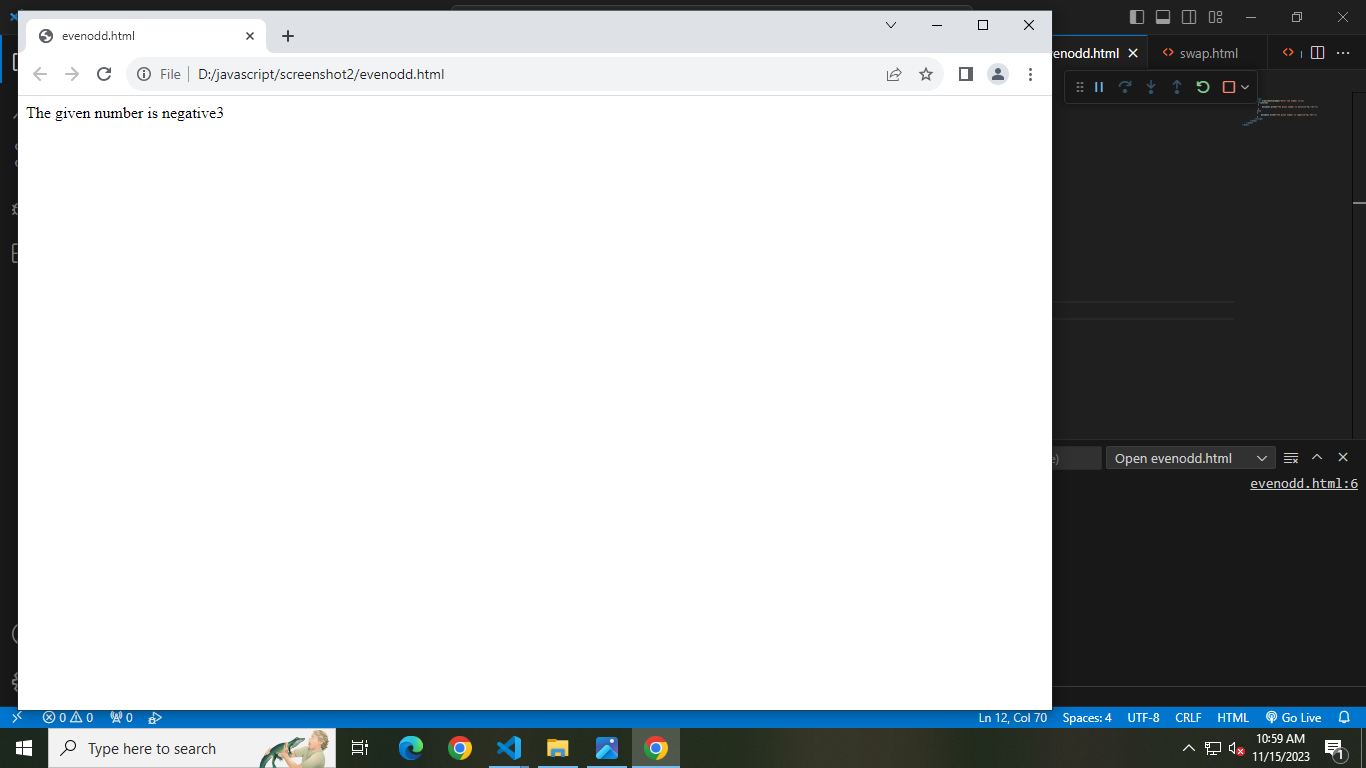 evenodd.html
File
D:/javascript/screenshot2/evenodd.html
The given number is negative3
evenodd.html
swap.html
Open evenodd.html
evenodd.html:6
0 0 0
Ln 12, Col 70
Spaces: 4
UTF-8
CRLF
HTML
Go Live
Type here to search
10:59 AM
11/15/2023
1